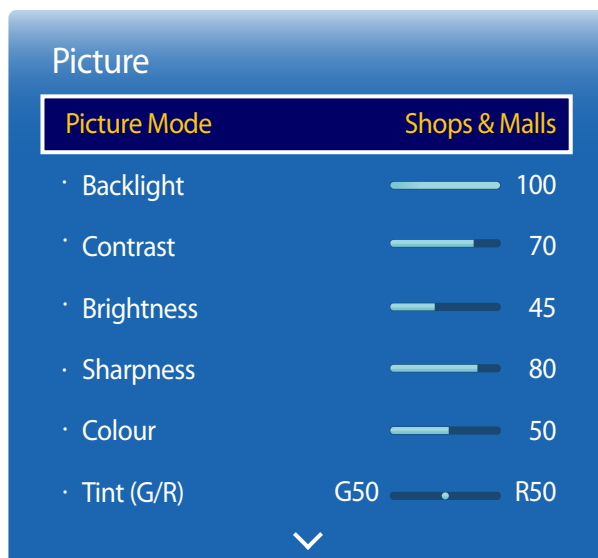 Picture
Picture Mode Shops & Malls
· Backlight 100
· Contrast 70
· Brightness 45
· Sharpness 80
· Colour 50
· Tint (G/R) G50 R50